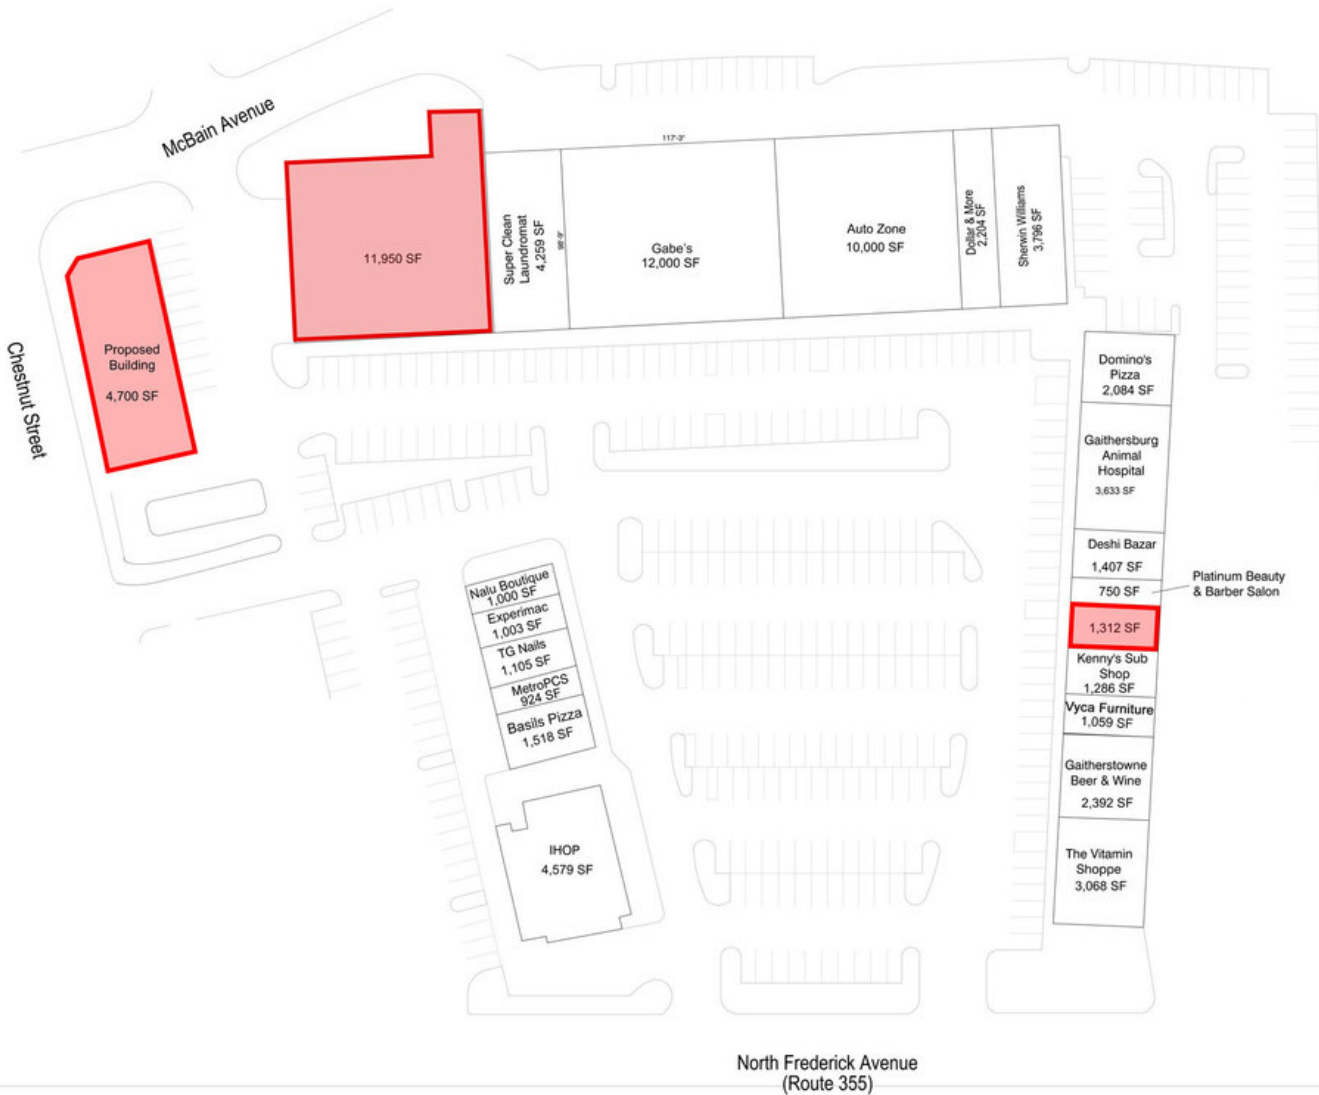 McBain Avenue
117'-3"
11,950 SF
Super Clean
Laundromat
4,259 SF
98'-9"
Gabe's
12,000 SF
Auto Zone
10,000 SF
Dollar & More
2,204 SF
Sherwin Williams
3,796 SF
Proposed
Building
4,700 SF
Chestnut Street
Domino's
Pizza
2,084 SF
Gaithersburg
Animal
Hospital
3,633 SF
Deshi Bazar
1,407 SF
750 SF
Platinum Beauty
& Barber Salon
1,312 SF
Kenny's Sub
Shop
1,286 SF
Vyca Furniture
1,059 SF
Gaitherstowne
Beer & Wine
2,392 SF
The Vitamin
Shoppe
3,068 SF
Nalu Boutique
1,000 SF
Experimac
1,003 SF
TG Nails
1,105 SF
MetroPCS
924 SF
Basils Pizza
1,518 SF
IHOP
4,579 SF
North Frederick Avenue
(Route 355)